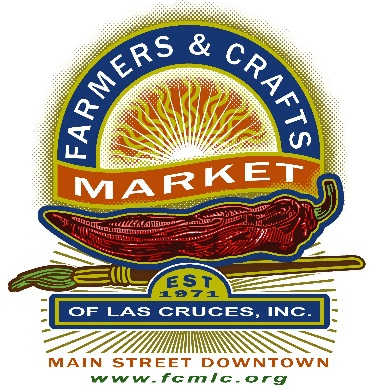 FARMERS & CRAFTS
MARKET
EST
1971
OF LAS CRUCES, INC.
MAIN STREET DOWNTOWN
www.fcmlc.org